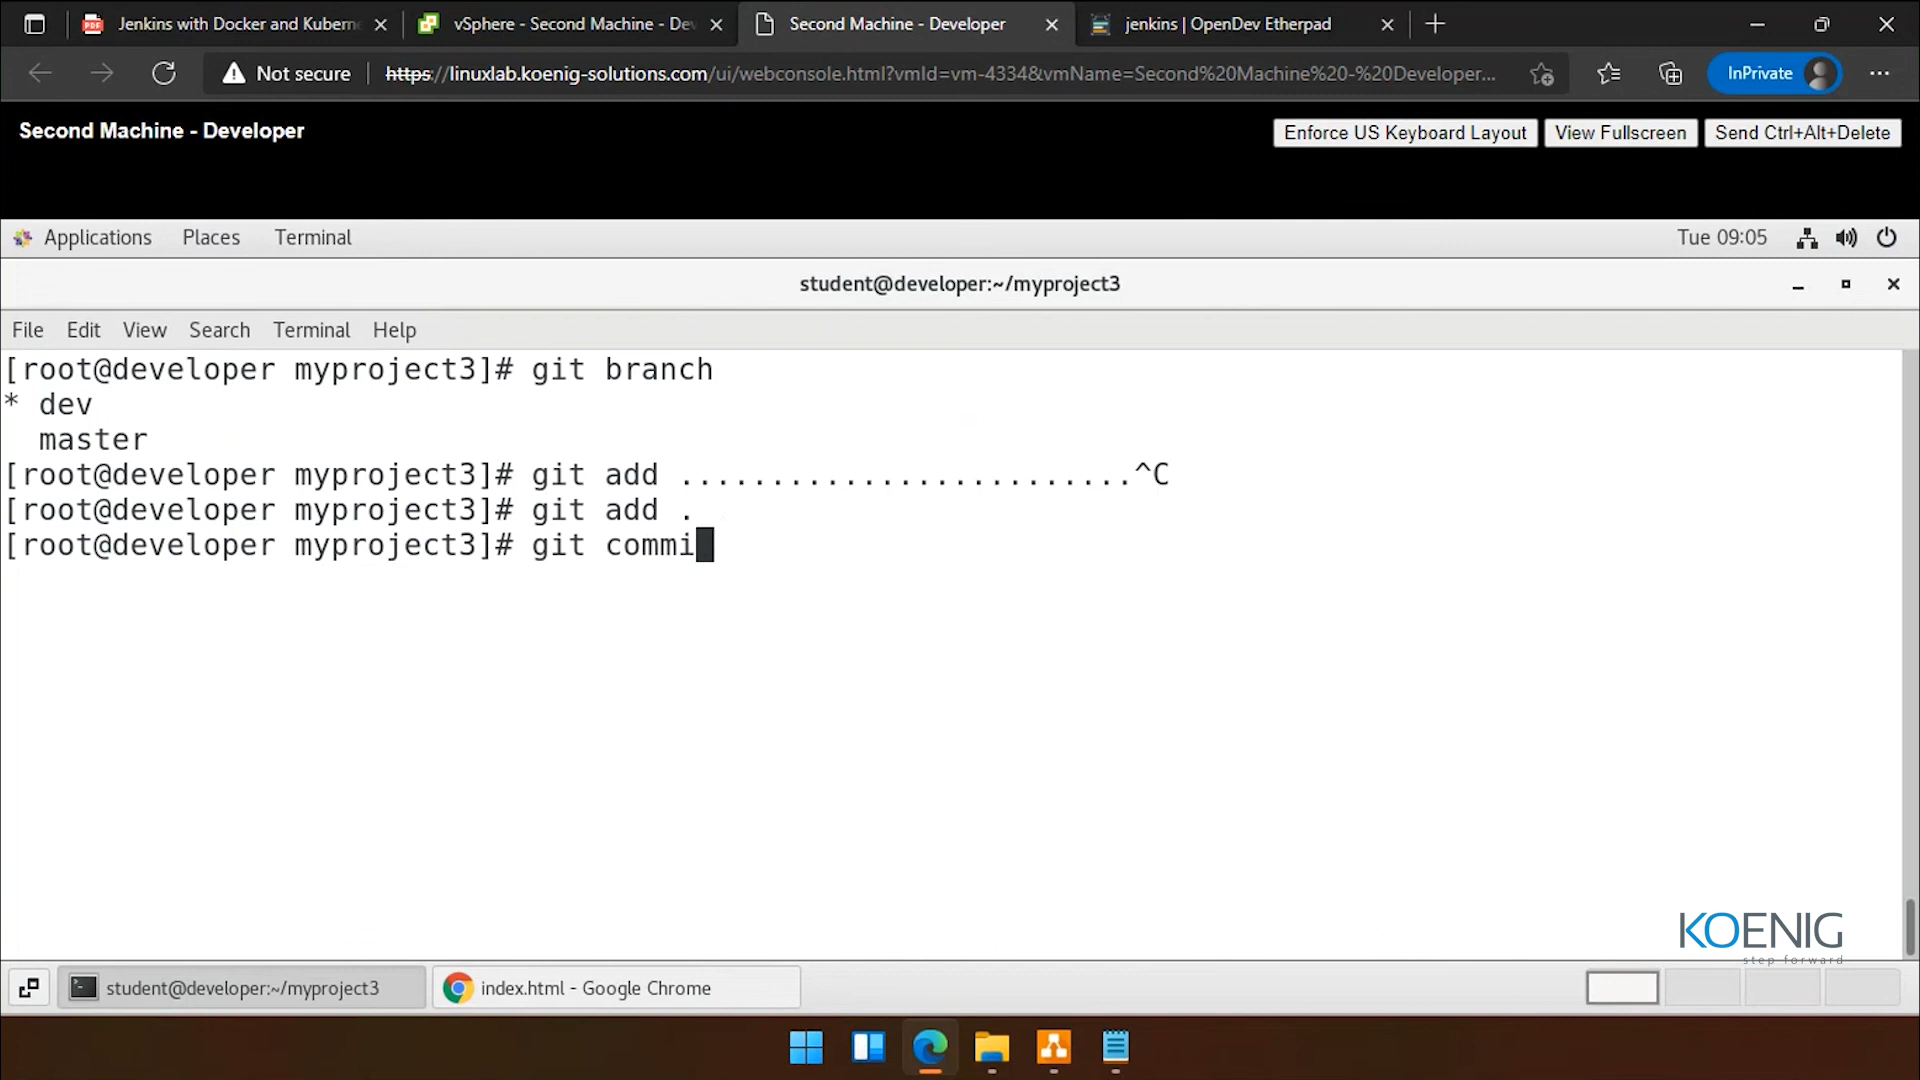 Jenkins with Docker and Kuberne
vSphere - Second Machine - Dev
Second Machine - Developer
jenkins | OpenDev Etherpad
Not secure
https://linuxlab.koenig-solutions.com/ui/webconsole.html?vmId=vm-4334&vmName=Second%20Machine%20-%20Developer...
InPrivate
Second Machine - Developer
Enforce US Keyboard Layout
View Fullscreen
Send Ctrl+Alt+Delete
Applications Places Terminal
Tue 09:05
student@developer:~/myproject3
File Edit View Search Terminal Help
[root@developer myproject3]# git branch
* dev
master
[root@developer myproject3]# git add .........................^C
[root@developer myproject3]# git add .
[root@developer myproject3]# git commi
KOENIG
step forward
student@developer:~/myproject3
index.html - Google Chrome